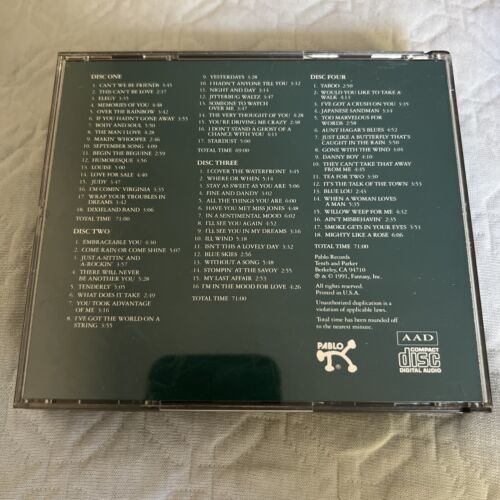 DISC ONE
1. CAN'T WE BE FRIENDS 3:45
2. THIS CAN'T BE LOVE 2:37
3. ELEGY 3:35
4. MEMORIES OF YOU 3:48
5. OVER THE RAINBOW 3:42
6. IF YOU HADN'T GONE AWAY 3:55
7. BODY AND SOUL 5:50
8. THE MAN I LOVE 4:28
9. MAKIN' WHOOPEE 2:46
10. SEPTEMBER SONG 4:09
11. BEGIN THE BEGUINE 2:59
12. HUMORESQUE 3:56
13. LOUISE 5:00
14. LOVE FOR SALE 4:40
15. JUDY 3:47
16. I'M COMIN' VIRGINIA 3:35
17. WRAP YOUR TROUBLES IN
DREAMS 3:42
18. DIXIELAND BAND 3:06
TOTAL TIME 71:00
DISC TWO
1. EMBRACEABLE YOU 4:30
2. COME RAIN OR COME SHINE 5:07
3. JUST A-SITTIN' AND
A-ROCKIN' 3:57
4. THERE WILL NEVER
BE ANOTHER YOU 5:28
5. TENDERLY 5:05
6. WHAT DOES IT TAKE 2:49
7. YOU TOOK ADVANTAGE
OF ME 3:16
8. I'VE GOT THE WORLD ON A
STRING 3:55
9. YESTERDAYS 3:28
10. I HADN'T ANYONE TILL YOU 3:32
11. NIGHT AND DAY 3:14
12. JITTERBUG WALTZ 3:47
13. SOMEONE TO WATCH
OVER ME 3:47
14. THE VERY THOUGHT OF YOU 4:28
15. YOU'RE DRIVING ME CRAZY 2:38
16. I DON'T STAND A GHOST OF A
CHANCE WITH YOU 4:13
17. STARDUST 5:00
TOTAL TIME 69:00
DISC THREE
1. I COVER THE WATERFRONT 3:45
2. WHERE OR WHEN 3:14
3. STAY AS SWEET AS YOU ARE 5:06
4. FINE AND DANDY 3:02
5. ALL THE THINGS YOU ARE 6:00
6. HAVE YOU MET MISS JONES 4:48
7. IN A SENTIMENTAL MOOD 6:02
8. I'LL SEE YOU AGAIN 6:52
9. I'LL SEE YOU IN MY DREAMS 3:16
10. ILL WIND 5:18
11. ISN'T THIS A LOVELY DAY 3:32
12. BLUE SKIES 2:56
13. WITHOUT A SONG 5:48
14. STOMPIN' AT THE SAVOY 2:55
15. MY LAST AFFAIR 2:53
16. I'M IN THE MOOD FOR LOVE 4:26
TOTAL TIME 71:00
DISC FOUR
1. TABOO 2:50
2. WOULD YOU LIKE TO TAKE A
WALK 4:13
3. I'VE GOT A CRUSH ON YOU 3:35
4. JAPANESE SANDMAN 3:14
5. TOO MARVELOUS FOR
WORDS 2:58
6. AUNT HAGAR'S BLUES 4:52
7. JUST LIKE A BUTTERFLY THAT'S
CAUGHT IN THE RAIN 5:58
8. GONE WITH THE WIND 3:04
9. DANNY BOY 4:10
10. THEY CAN'T TAKE THAT AWAY
FROM ME 4:45
11. TEA FOR TWO 3:30
12. IT'S THE TALK OF THE TOWN 3:53
13. BLUE LOU 2:43
14. WHEN A WOMAN LOVES
A MAN 5:35
15. WILLOW WEEP FOR ME 4:32
16. AIN'T MISBEHAVIN' 2:35
17. SMOKE GETS IN YOUR EYES 3:51
18. MIGHTY LIKE A ROSE 6:06
TOTAL TIME 71:00
Pablo Records
Tenth and Parker
Berkeley, CA 94710
℗ & © 1991, Fantasy, Inc.
All rights reserved.
Printed in U.S.A.
Unauthorized duplication is a
violation of applicable laws.
Total time has been rounded off
to the nearest minute.
PABLO ®
AAD
COMPACT
disc
DIGITAL AUDIO